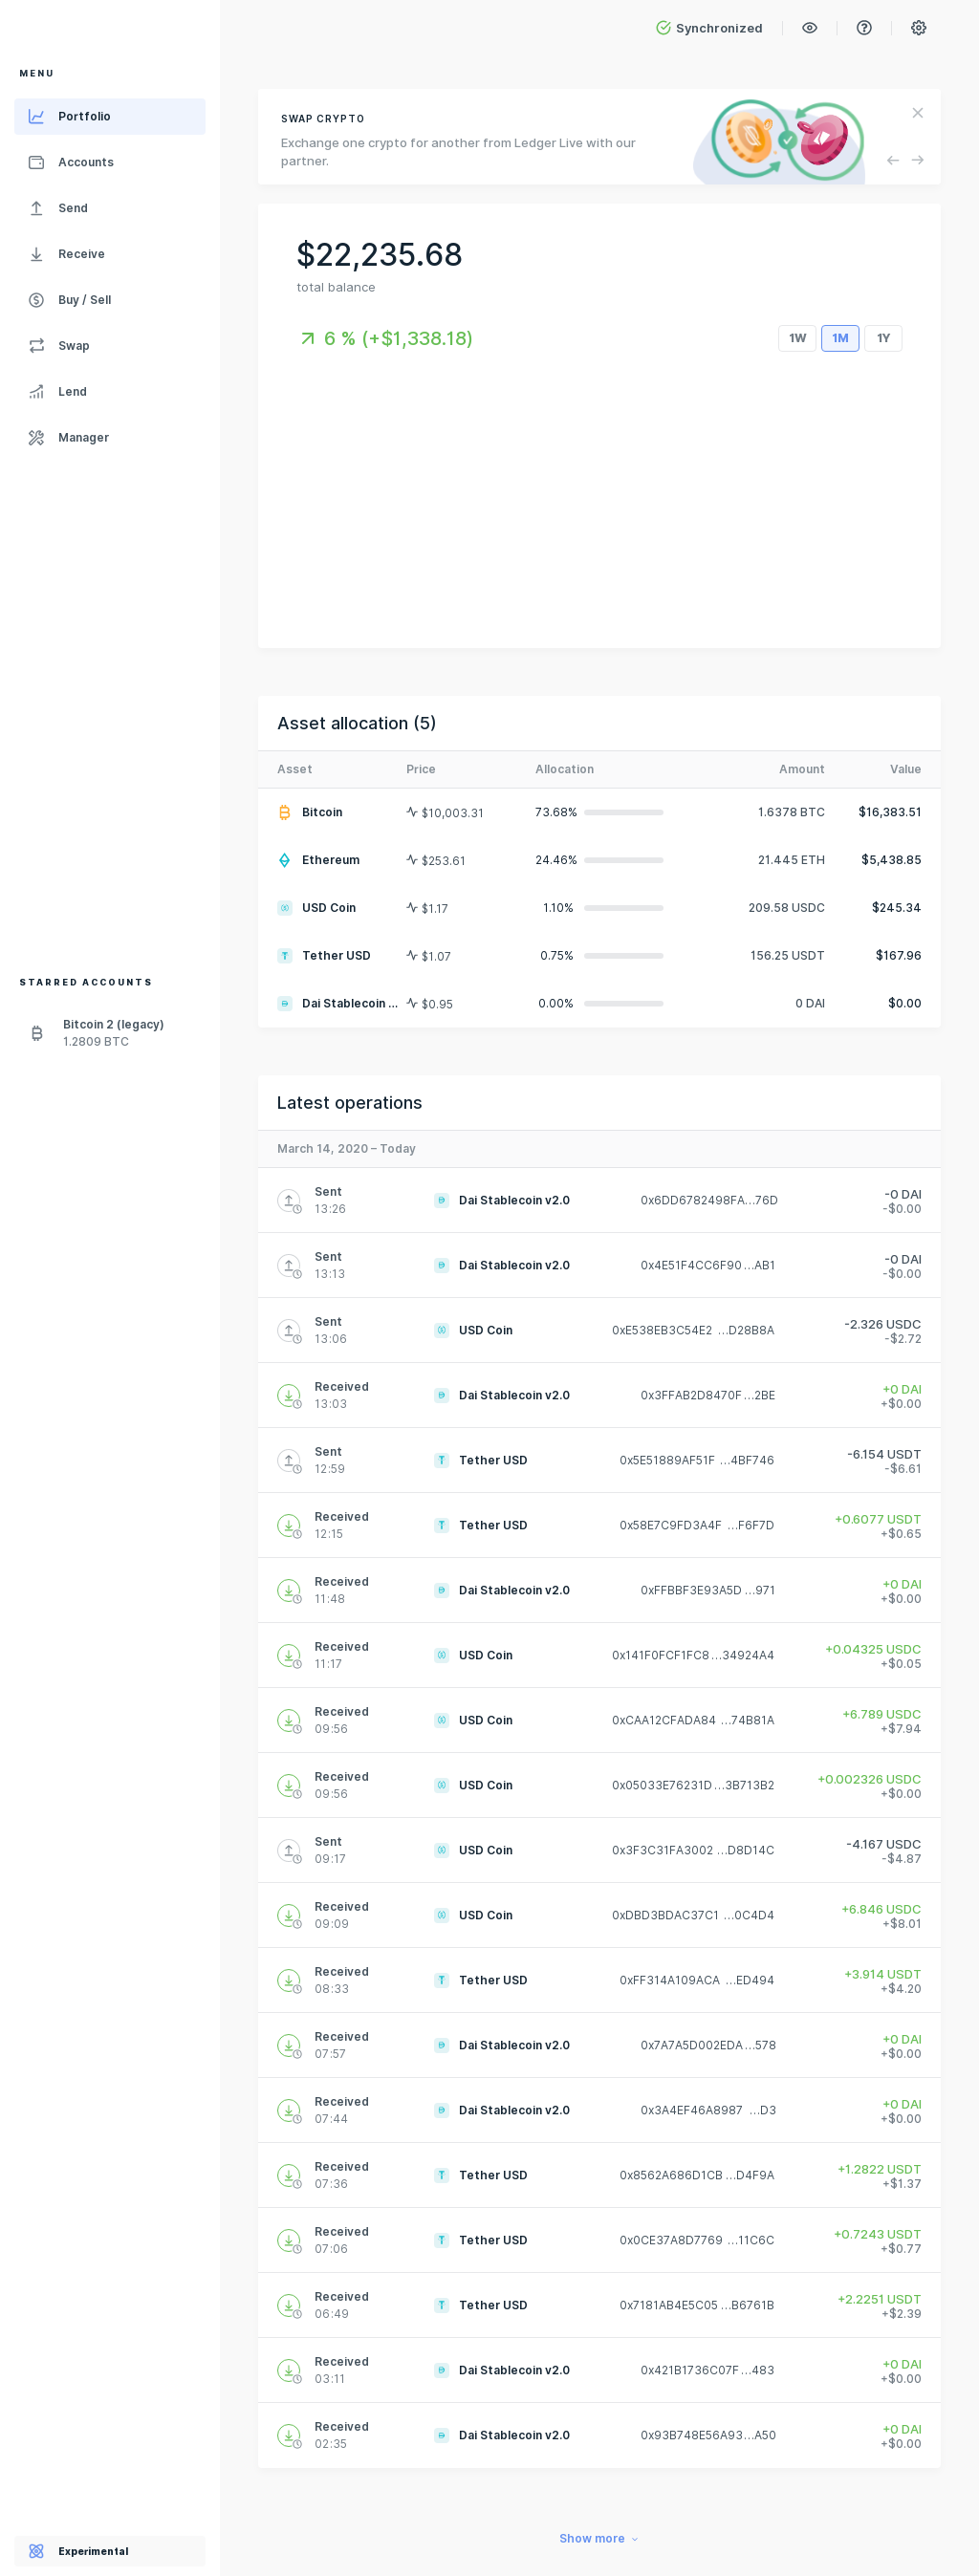 Synchronized
MENU
Portfolio
Accounts
Send
Receive
Buy / Sell
Swap
Lend
Manager
STARRED ACCOUNTS
Bitcoin 2 (legacy)
1.2809 BTC
Experimental
SWAP CRYPTO
Exchange one crypto for another from Ledger Live with our
partner.
$22,235.68
total balance
6 % (+$1,338.18)
1W 1M 1Y
Asset allocation (5)
Asset Price Allocation Amount Value
Bitcoin $10,003.31 73.68% 1.6378 BTC $16,383.51
Ethereum $253.61 24.46% 21.445 ETH $5,438.85
USD Coin $1.17 1.10% 209.58 USDC $245.34
Tether USD $1.07 0.75% 156.25 USDT $167.96
Dai Stablecoin ... $0.95 0.00% 0 DAI $0.00
Latest operations
March 14, 2020 – Today
Sent Dai Stablecoin v2.0 0x6DD6782498FA...76D -0 DAI
13:26 -$0.00
Sent Dai Stablecoin v2.0 0x4E51F4CC6F90...AB1 -0 DAI
13:13 -$0.00
Sent USD Coin 0xE538EB3C54E2 ...D28B8A -2.326 USDC
13:06 -$2.72
Received Dai Stablecoin v2.0 0x3FFAB2D8470F...2BE +0 DAI
13:03 +$0.00
Sent Tether USD 0x5E51889AF51F ...4BF746 -6.154 USDT
12:59 -$6.61
Received Tether USD 0x58E7C9FD3A4F ...F6F7D +0.6077 USDT
12:15 +$0.65
Received Dai Stablecoin v2.0 0xFFBBF3E93A5D...971 +0 DAI
11:48 +$0.00
Received USD Coin 0x141F0FCF1FC8...34924A4 +0.04325 USDC
11:17 +$0.05
Received USD Coin 0xCAA12CFADA84 ...74B81A +6.789 USDC
09:56 +$7.94
Received USD Coin 0x05033E76231D...3B713B2 +0.002326 USDC
09:56 +$0.00
Sent USD Coin 0x3F3C31FA3002 ...D8D14C -4.167 USDC
09:17 -$4.87
Received USD Coin 0xDBD3BDAC37C1 ...0C4D4 +6.846 USDC
09:09 +$8.01
Received Tether USD 0xFF314A109ACA ...ED494 +3.914 USDT
08:33 +$4.20
Received Dai Stablecoin v2.0 0x7A7A5D002EDA...578 +0 DAI
07:57 +$0.00
Received Dai Stablecoin v2.0 0x3A4EF46A8987 ...D3 +0 DAI
07:44 +$0.00
Received Tether USD 0x8562A686D1CB ...D4F9A +1.2822 USDT
07:36 +$1.37
Received Tether USD 0x0CE37A8D7769 ...11C6C +0.7243 USDT
07:06 +$0.77
Received Tether USD 0x7181AB4E5C05 ...B6761B +2.2251 USDT
06:49 +$2.39
Received Dai Stablecoin v2.0 0x421B1736C07F...483 +0 DAI
03:11 +$0.00
Received Dai Stablecoin v2.0 0x93B748E56A93...A50 +0 DAI
02:35 +$0.00
Show more